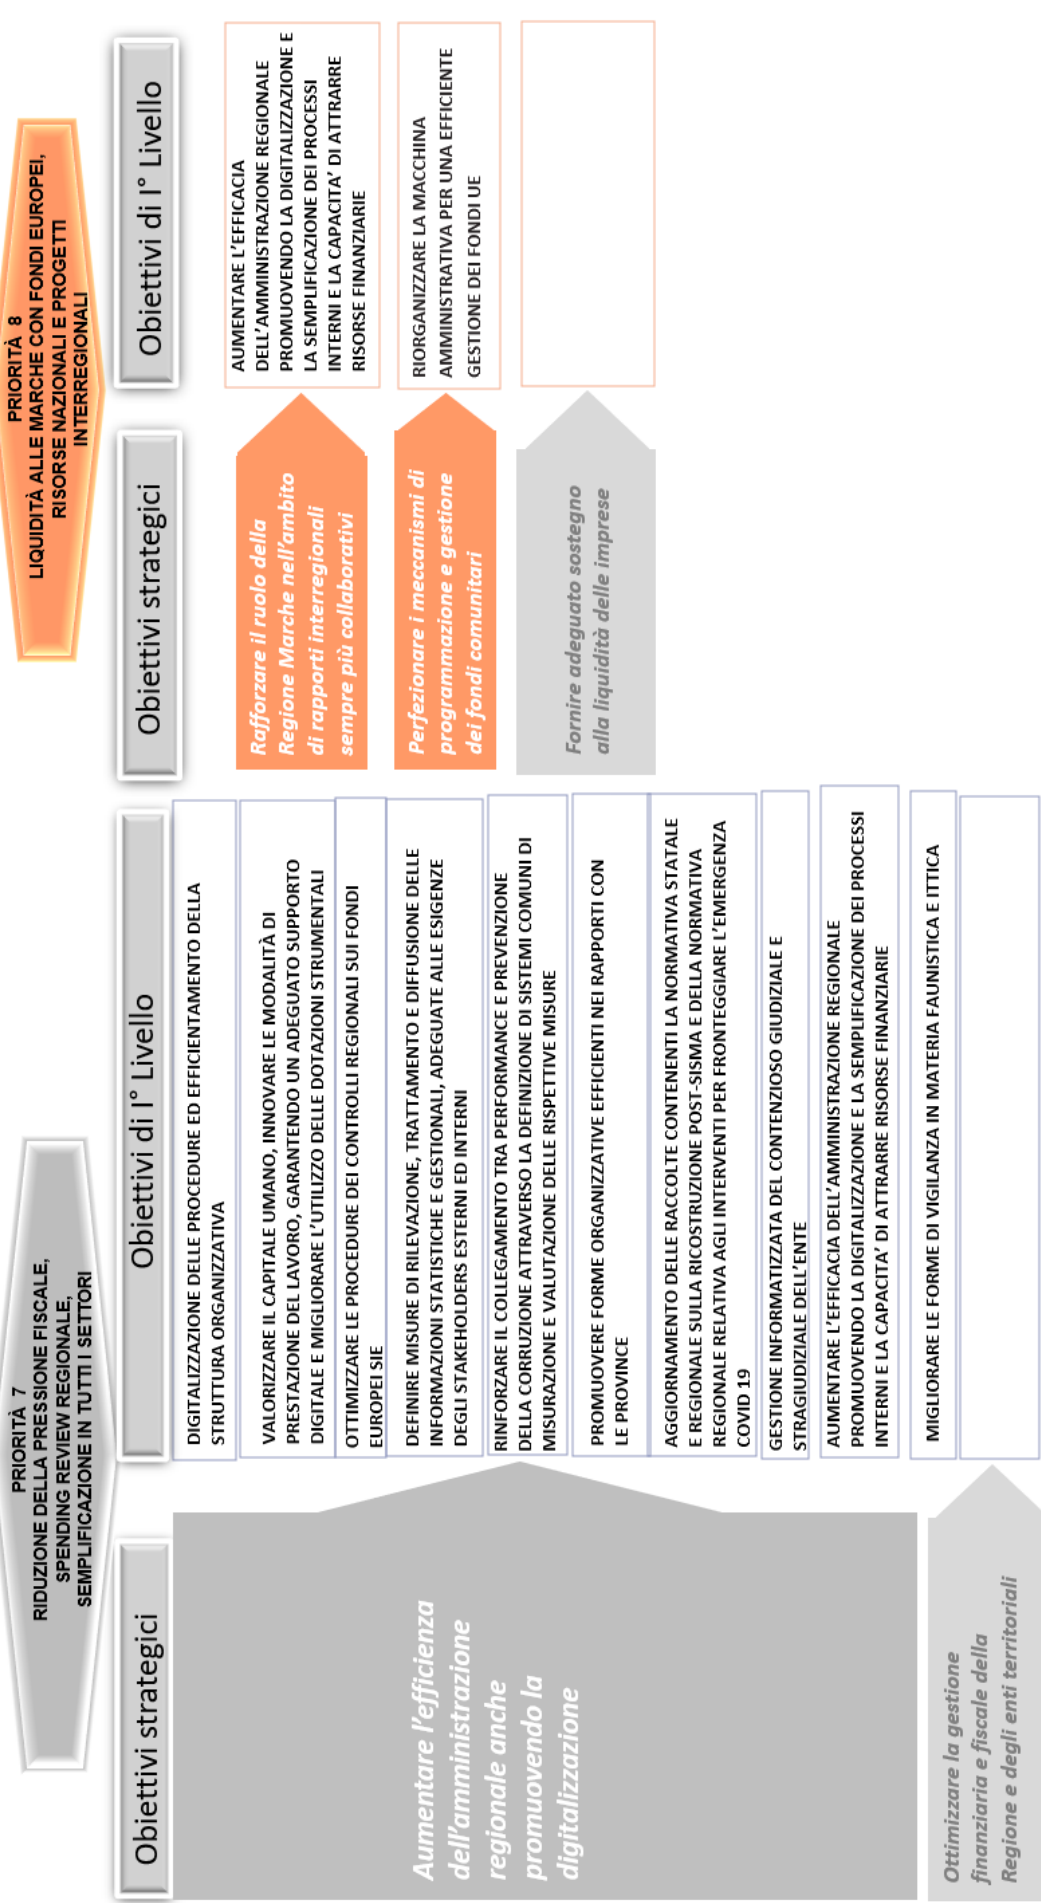 PRIORITÀ 7
RIDUZIONE DELLA PRESSIONE FISCALE,
SPENDING REVIEW REGIONALE,
SEMPLIFICAZIONE IN TUTTI I SETTORI
Obiettivi strategici
Obiettivi di I° Livello
Aumentare l'efficienza
dell'amministrazione
regionale anche
promuovendo la
digitalizzazione
DIGITALIZZAZIONE DELLE PROCEDURE ED EFFICIENTAMENTO DELLA
STRUTTURA ORGANIZZATIVA
VALORIZZARE IL CAPITALE UMANO, INNOVARE LE MODALITÀ DI
PRESTAZIONE DEL LAVORO, GARANTENDO UN ADEGUATO SUPPORTO
DIGITALE E MIGLIORARE L'UTILIZZO DELLE DOTAZIONI STRUMENTALI
OTTIMIZZARE LE PROCEDURE DEI CONTROLLI REGIONALI SUI FONDI
EUROPEI SIE
DEFINIRE MISURE DI RILEVAZIONE, TRATTAMENTO E DIFFUSIONE DELLE
INFORMAZIONI STATISTICHE E GESTIONALI, ADEGUATE ALLE ESIGENZE
DEGLI STAKEHOLDERS ESTERNI ED INTERNI
RINFORZARE IL COLLEGAMENTO TRA PERFORMANCE E PREVENZIONE
DELLA CORRUZIONE ATTRAVERSO LA DEFINIZIONE DI SISTEMI COMUNI DI
MISURAZIONE E VALUTAZIONE DELLE RISPETTIVE MISURE
PROMUOVERE FORME ORGANIZZATIVE EFFICIENTI NEI RAPPORTI CON
LE PROVINCE
AGGIORNAMENTO DELLE RACCOLTE CONTENENTI LA NORMATIVA STATALE
E REGIONALE SULLA RICOSTRUZIONE POST-SISMA E DELLA NORMATIVA
REGIONALE RELATIVA AGLI INTERVENTI PER FRONTEGGIARE L'EMERGENZA
COVID 19
GESTIONE INFORMATIZZATA DEL CONTENZIOSO GIUDIZIALE E
STRAGIUDIZIALE DELL'ENTE
AUMENTARE L'EFFICACIA DELL'AMMINISTRAZIONE REGIONALE
PROMUOVENDO LA DIGITALIZZAZIONE E LA SEMPLIFICAZIONE DEI PROCESSI
INTERNI E LA CAPACITA' DI ATTRARRE RISORSE FINANZIARIE
MIGLIORARE LE FORME DI VIGILANZA IN MATERIA FAUNISTICA E ITTICA
Ottimizzare la gestione
finanziaria e fiscale della
Regione e degli enti territoriali
PRIORITÀ 8
LIQUIDITÀ ALLE MARCHE CON FONDI EUROPEI,
RISORSE NAZIONALI E PROGETTI
INTERREGIONALI
Obiettivi strategici
Obiettivi di I° Livello
Rafforzare il ruolo della
Regione Marche nell'ambito
di rapporti interregionali
sempre più collaborativi
AUMENTARE L'EFFICACIA
DELL'AMMINISTRAZIONE REGIONALE
PROMUOVENDO LA DIGITALIZZAZIONE E
LA SEMPLIFICAZIONE DEI PROCESSI
INTERNI E LA CAPACITA' DI ATTRARRE
RISORSE FINANZIARIE
Perfezionare i meccanismi di
programmazione e gestione
dei fondi comunitari
RIORGANIZZARE LA MACCHINA
AMMINISTRATIVA PER UNA EFFICIENTE
GESTIONE DEI FONDI UE
Fornire adeguato sostegno
alla liquidità delle imprese